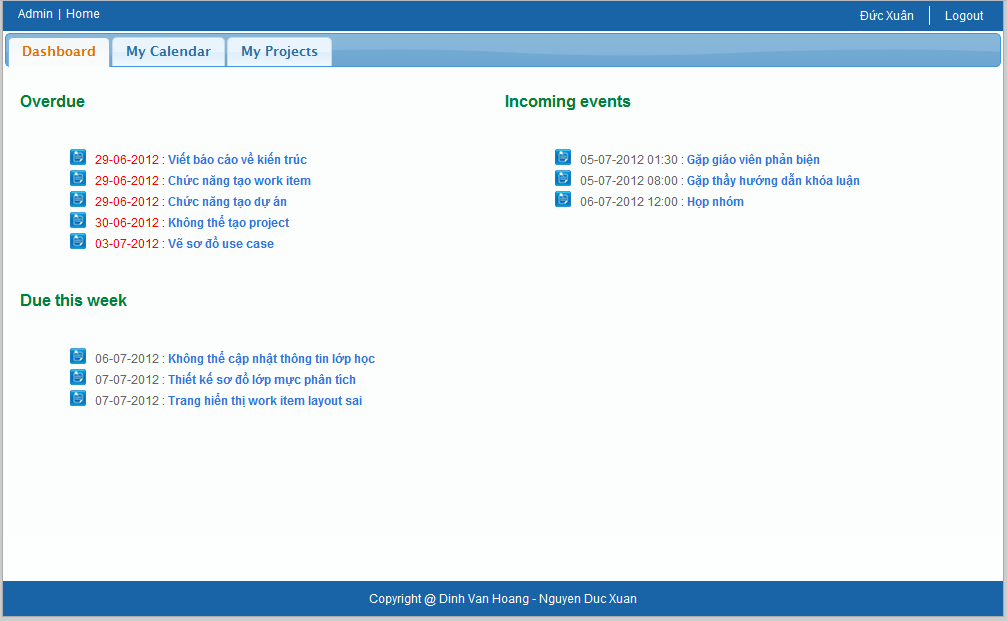 Admin | Home
Đức Xuân | Logout
Dashboard My Calendar My Projects
Overdue
29-06-2012 : Viết báo cáo về kiến trúc
29-06-2012 : Chức năng tạo work item
29-06-2012 : Chức năng tạo dự án
30-06-2012 : Không thể tạo project
03-07-2012 : Vẽ sơ đồ use case
Incoming events
05-07-2012 01:30 : Gặp giáo viên phản biện
05-07-2012 08:00 : Gặp thầy hướng dẫn khóa luận
06-07-2012 12:00 : Họp nhóm
Due this week
06-07-2012 : Không thể cập nhật thông tin lớp học
07-07-2012 : Thiết kế sơ đồ lớp mực phân tích
07-07-2012 : Trang hiển thị work item layout sai
Copyright @ Dinh Van Hoang - Nguyen Duc Xuan